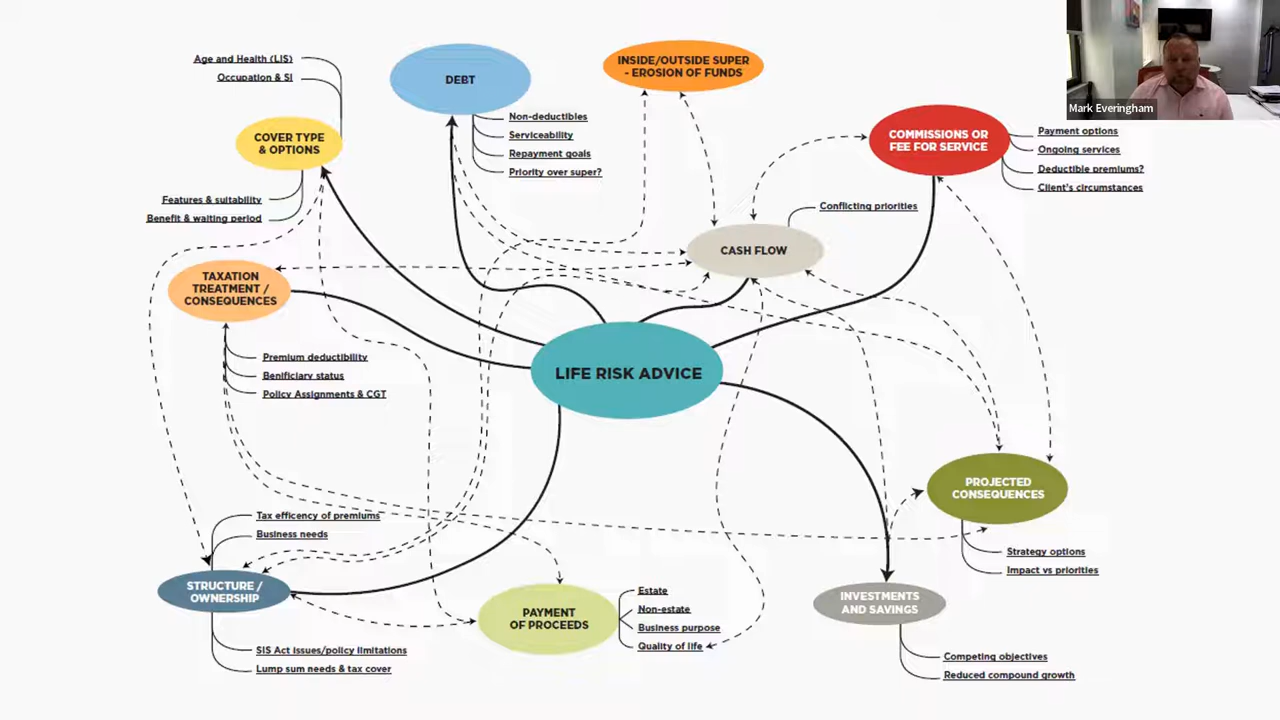 Age and Health (LIS)
Occupation & SI
COVER TYPE
& OPTIONS
Features & suitability
Benefit & waiting period
DEBT
Non-deductibles
Serviceability
Repayment goals
Priority over super?
INSIDE/OUTSIDE SUPER
- EROSION OF FUNDS
Mark Everingham
COMMISSIONS OR
FEE FOR SERVICE
Payment options
Ongoing services
Deductible premiums?
Client's circumstances
Conflicting priorities
CASH FLOW
TAXATION
TREATMENT /
CONSEQUENCES
Premium deductibility
Benificiary status
Policy Assignments & CGT
LIFE RISK ADVICE
PROJECTED
CONSEQUENCES
Strategy options
Impact vs priorities
Tax efficency of premiums
Business needs
STRUCTURE /
OWNERSHIP
SIS Act issues/policy limitations
Lump sum needs & tax cover
PAYMENT
OF PROCEEDS
Estate
Non-estate
Business purpose
Quality of life
INVESTMENTS
AND SAVINGS
Competing objectives
Reduced compound growth